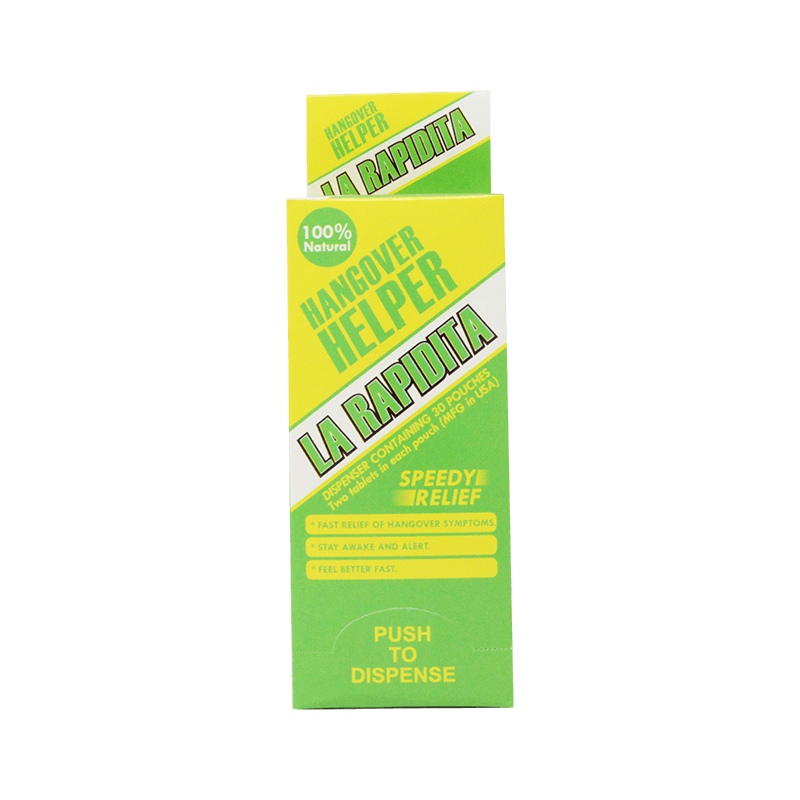 HANGOVER
HELPER
LA RAPIDITA
100%
Natural
HANGOVER
HELPER
LA RAPIDITA
DISPENSER CONTAINING 30 POUCHES
Two tablets in each pouch (MFG in USA)
SPEEDY
RELIEF
* FAST RELIEF OF HANGOVER SYMPTOMS.
* STAY AWAKE AND ALERT.
* FEEL BETTER FAST.
PUSH
TO
DISPENSE